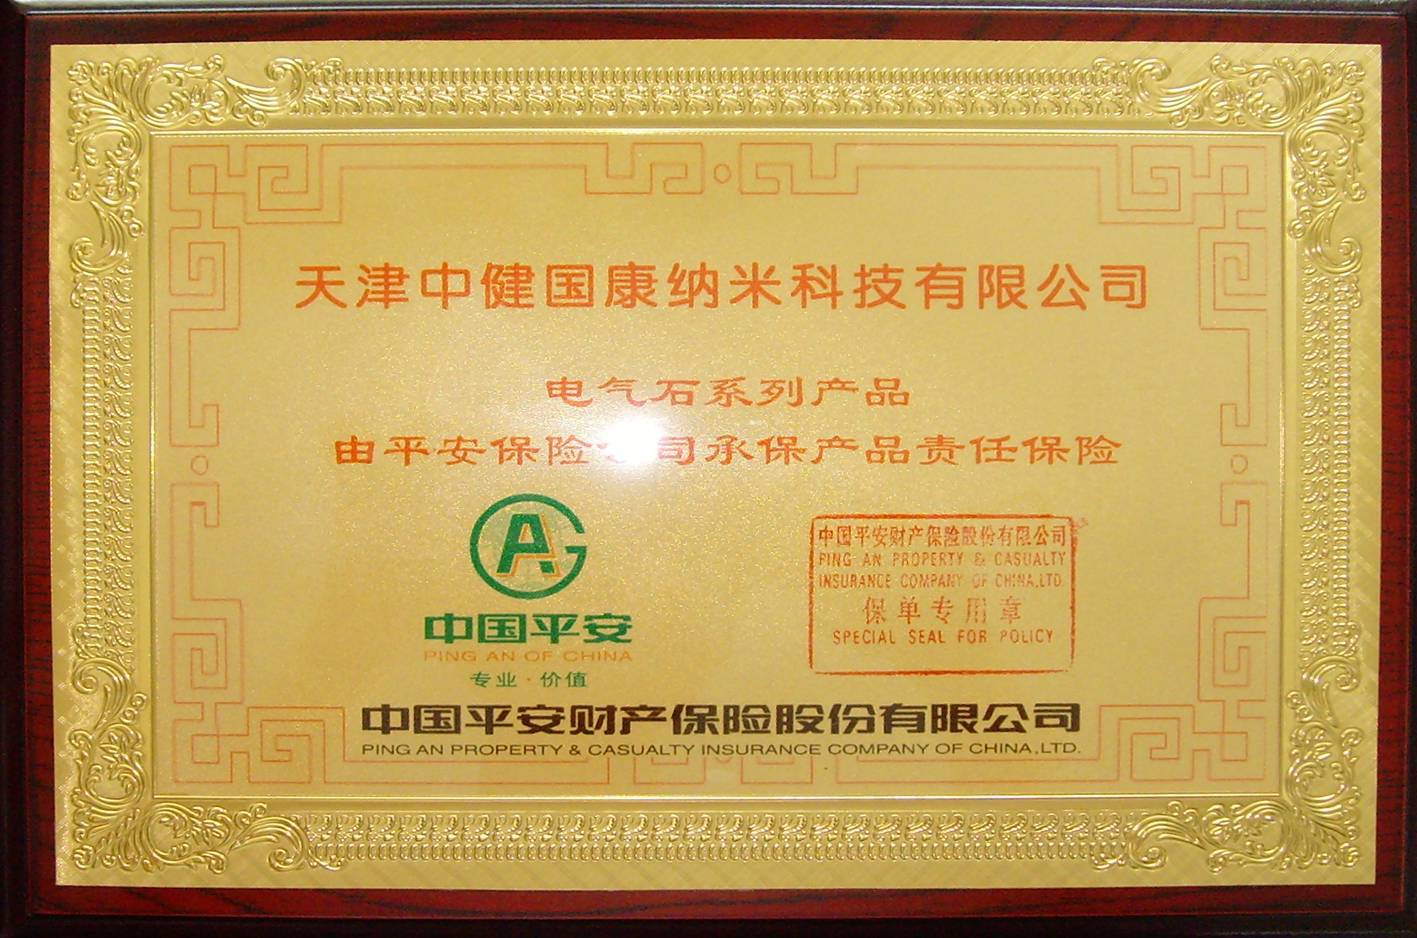 天津中健国康纳米科技有限公司
电气石系列产品
由平安保险公司承保产品责任保险
AG
中国平安
PING AN OF CHINA
专业·价值
中国平安财产保险股份有限公司
PING AN PROPERTY & CASUALTY
INSURANCE COMPANY OF CHINA,LTD.
保单专用章
SPECIAL SEAL FOR POLICY
中国平安财产保险股份有限公司
PING AN PROPERTY & CASUALTY INSURANCE COMPANY OF CHINA,LTD.